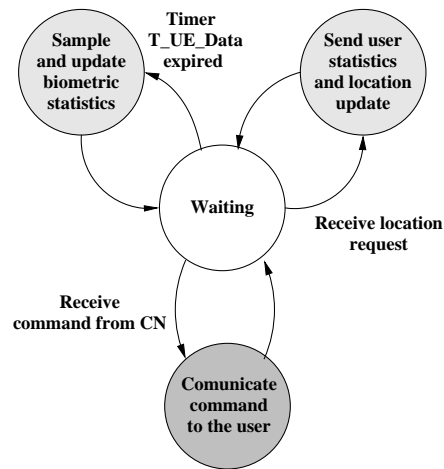 Sample
and update
biometric
statistics
Timer
T_UE_Data
expired
Send user
statistics
and location
update
Waiting
Receive location
request
Receive
command from CN
Comunicate
command
to the user